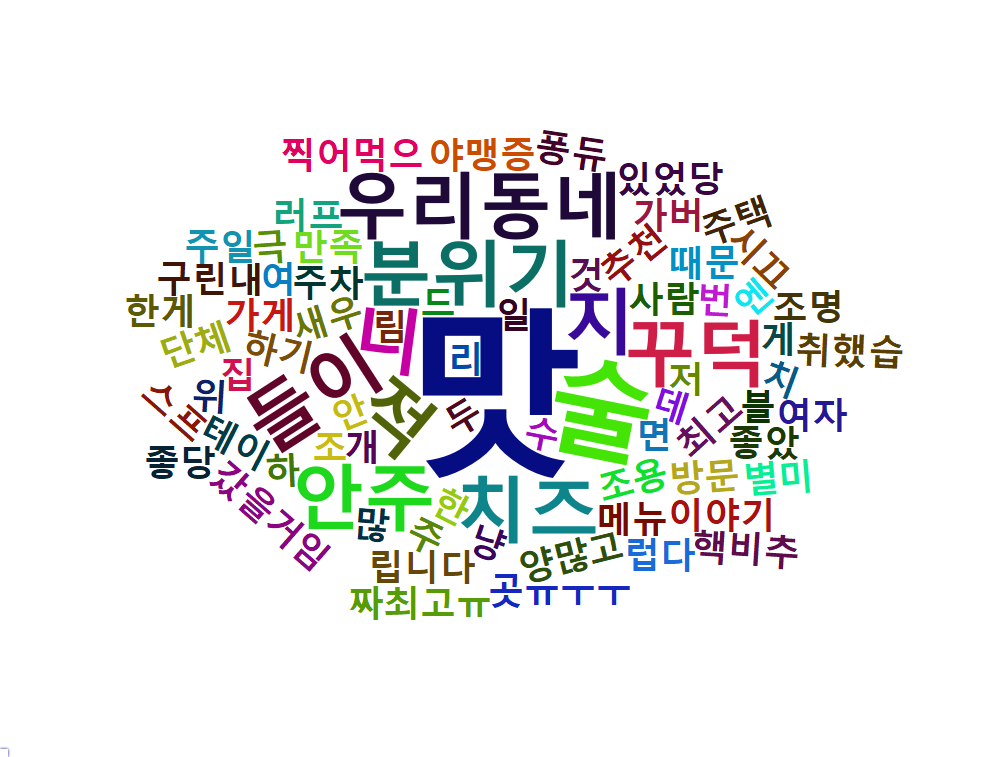 찍어먹으 야맹증 퐁듀
우리동네 있었당
러프 가버 주택
주일 극 만족 분위기 추천 시끄
구린내 여 주차 것 때문
한게 가게 새우 드 일 지 사람 번 헨 조명
단체 하기 림 니 맛 리 꾸덕 게 취했습
집 들이 적 술 저 치
스프 위 안 두 수 데 면 최고 블 여자
테이 조 개 좋았
좋당 하 안주 치즈 조용 방문 별미
갔을거임 많 주 한 냥 메뉴 이야기
립니다 양많고 럽다 핵비추
짜최고ㅠ 곳ㅠㅜㅜ